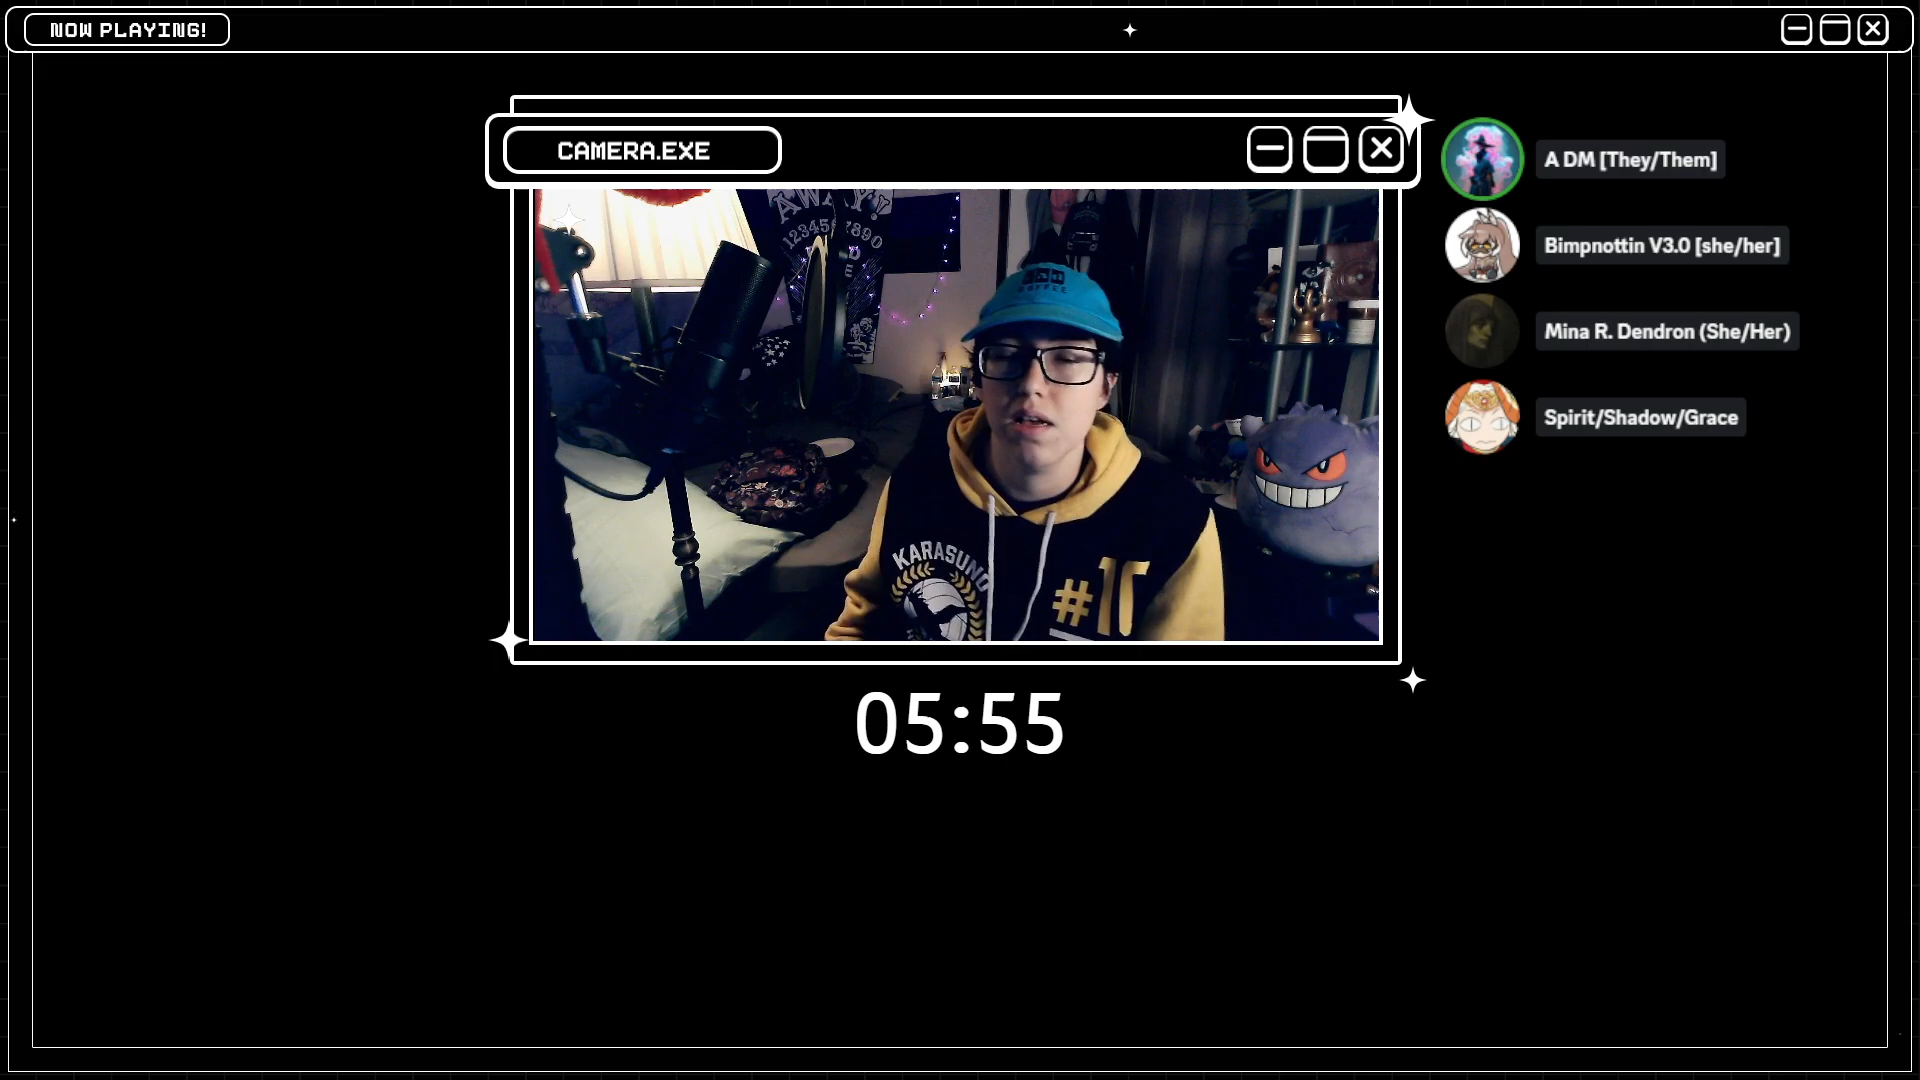 NOW PLAYING!
CAMERA.EXE
A DM [They/Them]
Bimpnottin V3.0 [she/her]
Mina R. Dendron (She/Her)
Spirit/Shadow/Grace
COFFEE
KARASUNO
#10
05:55